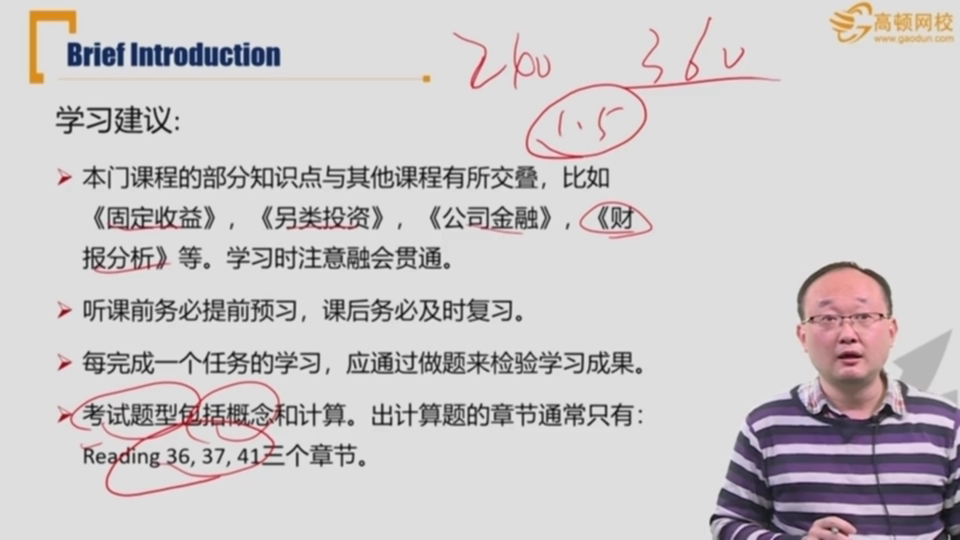 Brief Introduction
高顿网校
www.gaodun.com
260 360
1.5
学习建议:
本门课程的部分知识点与其他课程有所交叠，比如
《固定收益》，《另类投资》，《公司金融》，《财
报分析》等。学习时注意融会贯通。
听课前务必提前预习，课后务必及时复习。
每完成一个任务的学习，应通过做题来检验学习成果。
考试题型包括概念和计算。出计算题的章节通常只有：
Reading 36, 37, 41三个章节。